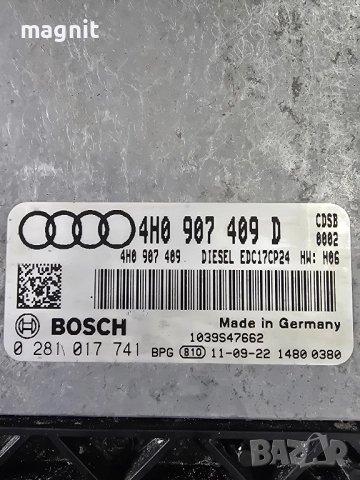 magnit
4H0 907 409 D
CDSB
0002
4H0 907 409 DIESEL EDC17CP24 HW: H06
BOSCH
Made in Germany
1039S47662
0 281 017 741 BPG 810 11-09-22 1480 0380
BAZAR